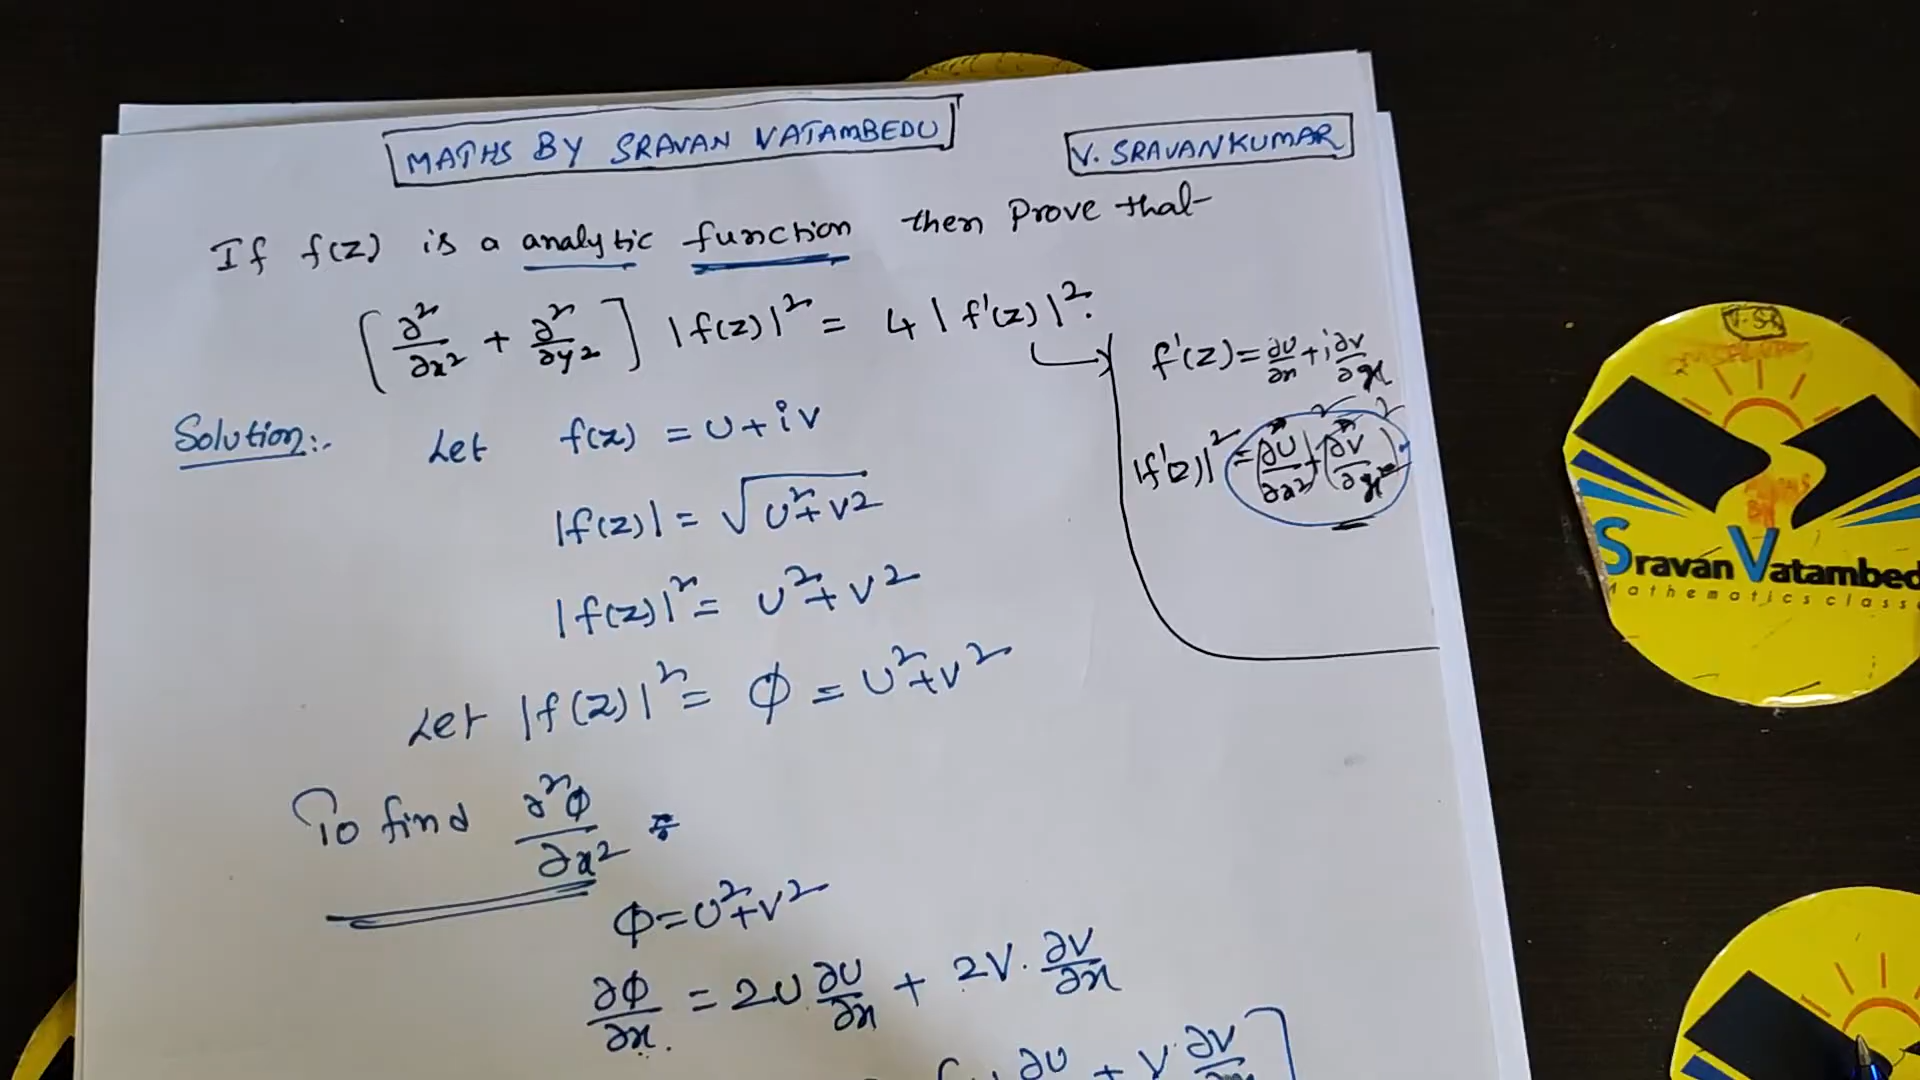 MATHS BY SRAVAN VATAMBEDU
V. SRAVANKUMAR
If f(z) is a analytic function then Prove that
[∂²/∂x² + ∂²/∂y²] |f(z)|² = 4 |f'(z)|².
f'(z) = ∂U/∂x + i ∂V/∂x
|f'(z)|² = (∂U/∂x)² + (∂V/∂x)²
Solution:.
Let f(z) = U + iV
|f(z)| = √U² + V²
|f(z)|² = U² + V²
Let |f(z)|² = ϕ = U² + V²
To find ∂²ϕ/∂x² =
ϕ = U² + V²
∂ϕ/∂x = 2U ∂U/∂x + 2V. ∂V/∂x
∂U + V. ∂V/
V.SK
Sravan Vatambed
Mathematics class